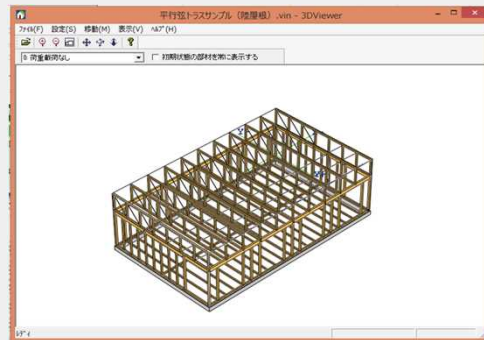 平行弦トラスサンプル（陸屋根）.vin - 3DViewer
ファイル(F) 設定(S) 移動(M) 表示(V) ヘルプ(H)
8 荷重載荷なし 初期状態の部材を常に表示する
レディ